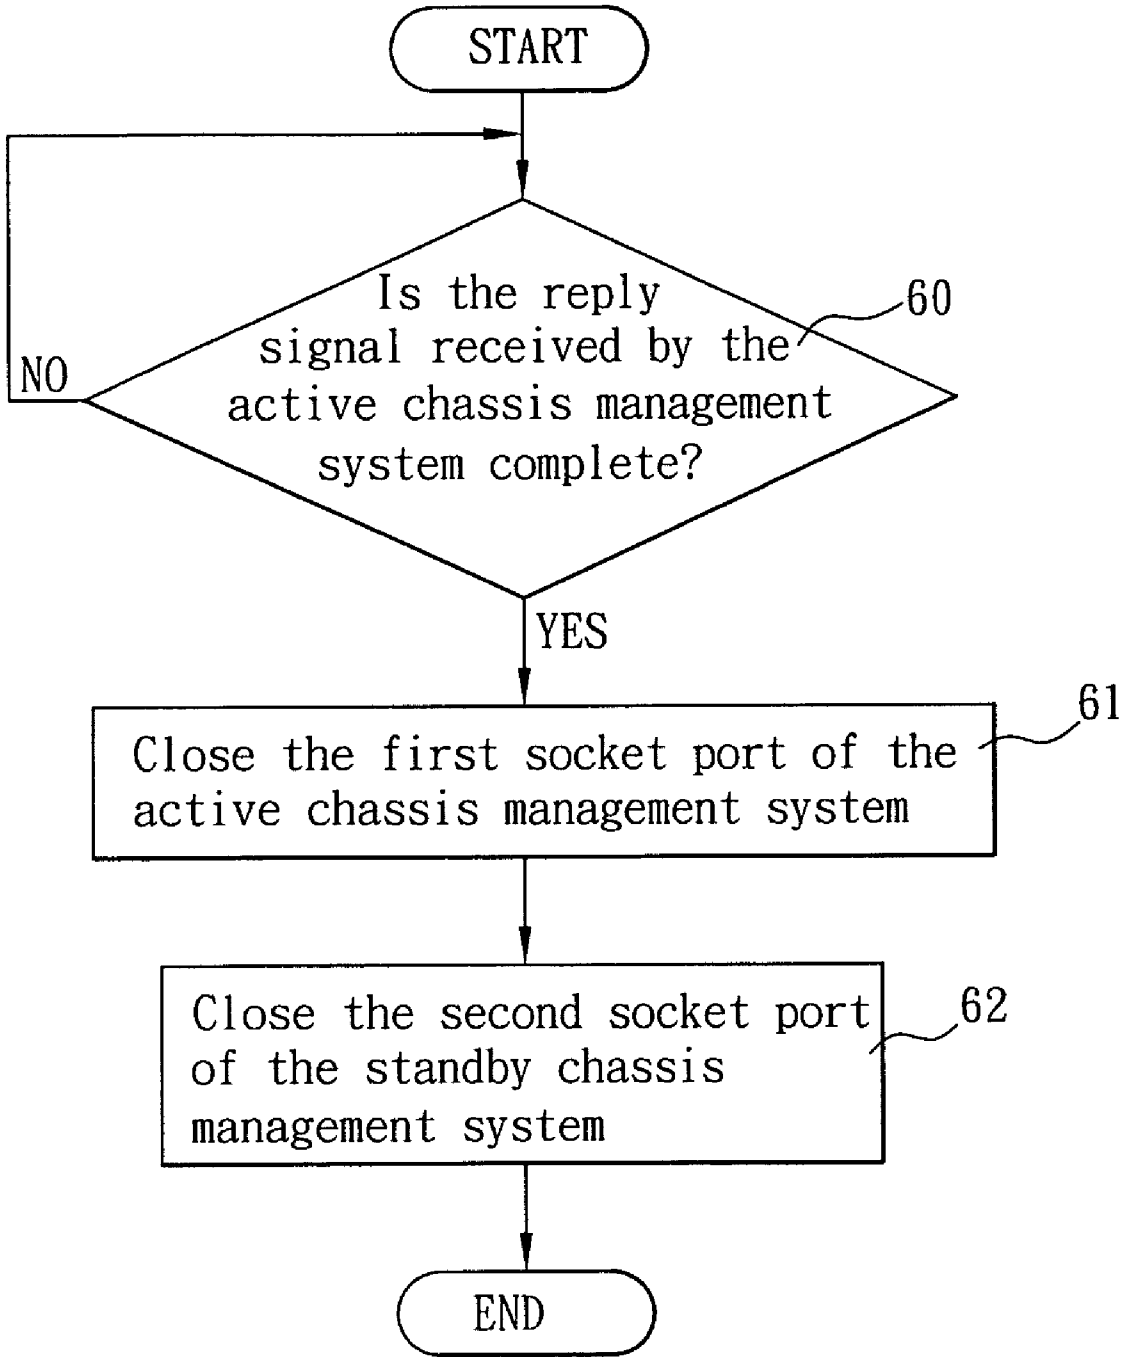 START
Is the reply
signal received by the
active chassis management
system complete?
60
NO
YES
Close the first socket port of the
active chassis management system
61
Close the second socket port
of the standby chassis
management system
62
END